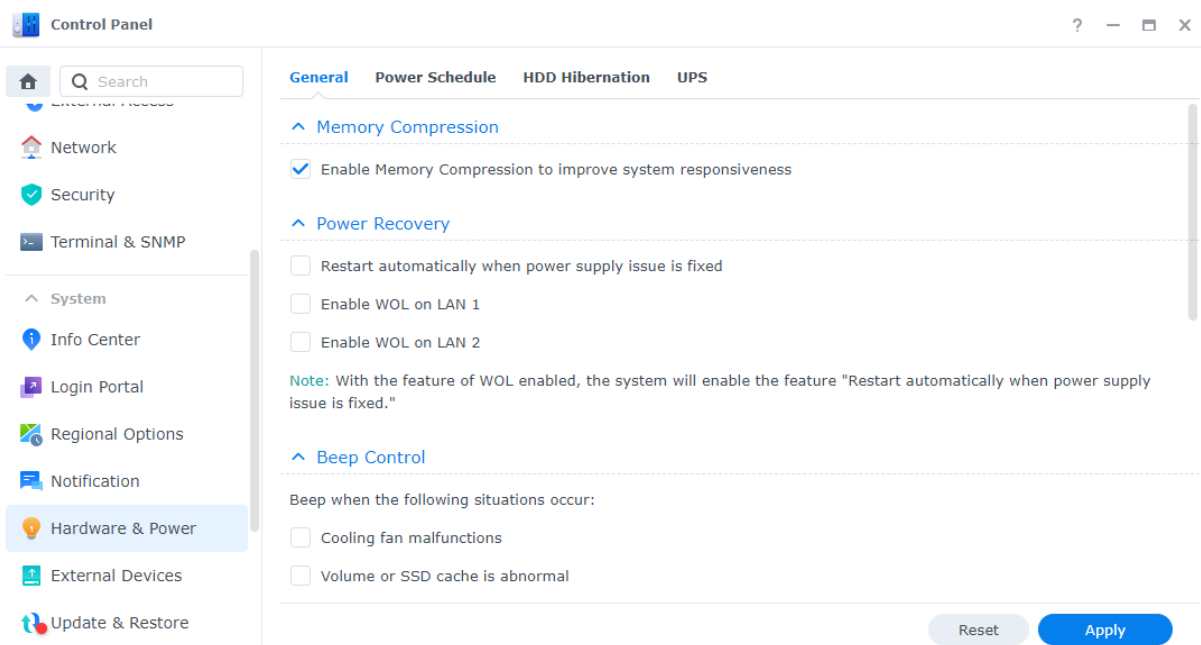 Control Panel
?
Search
General Power Schedule HDD Hibernation UPS
External Access
Network
Security
Terminal & SNMP
System
Info Center
Login Portal
Regional Options
Notification
Hardware & Power
External Devices
Update & Restore
Memory Compression
Enable Memory Compression to improve system responsiveness
Power Recovery
Restart automatically when power supply issue is fixed
Enable WOL on LAN 1
Enable WOL on LAN 2
Note: With the feature of WOL enabled, the system will enable the feature "Restart automatically when power supply
issue is fixed."
Beep Control
Beep when the following situations occur:
Cooling fan malfunctions
Volume or SSD cache is abnormal
Reset Apply